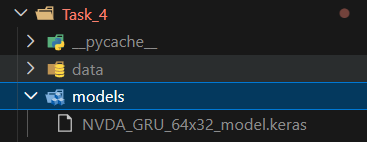 Task_4
__pycache__
data
models
NVDA_GRU_64x32_model.keras